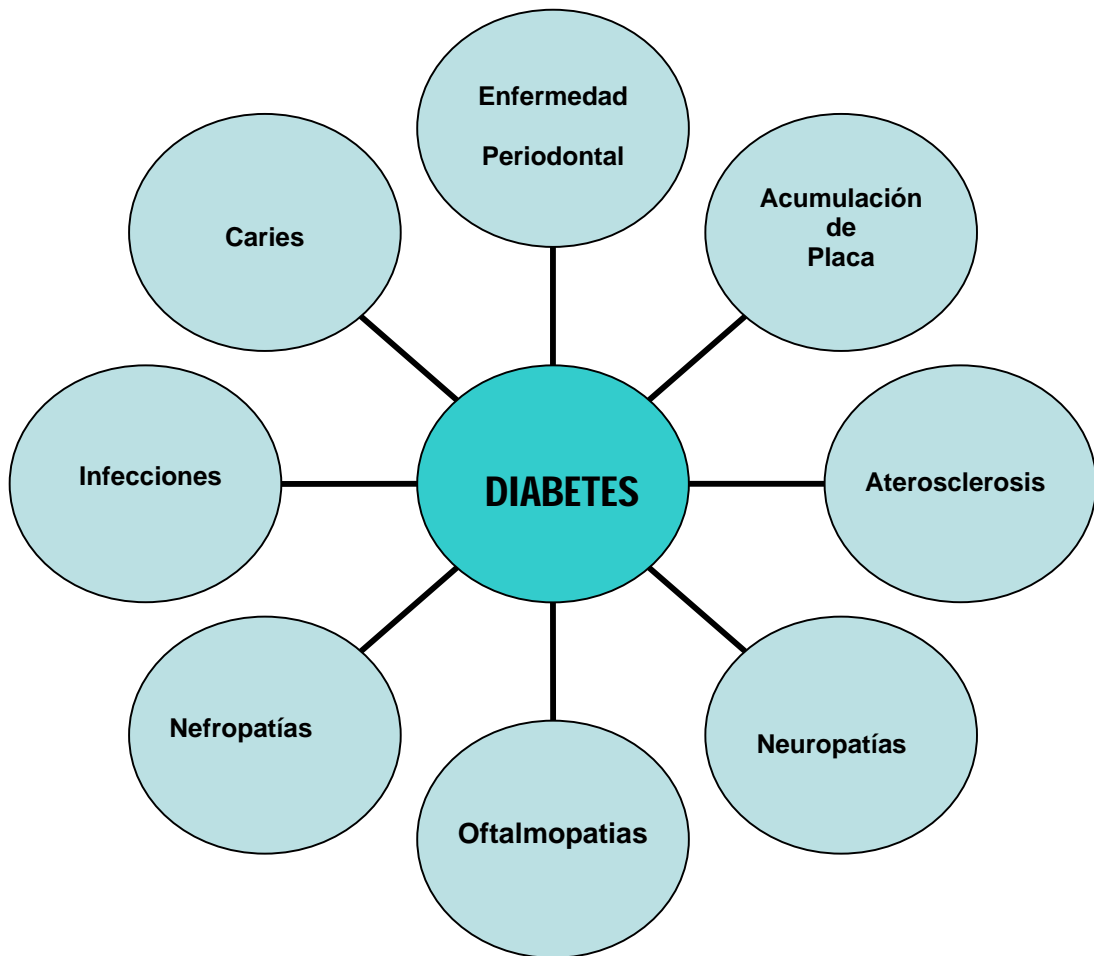 Enfermedad
Periodontal
Acumulación
de
Placa
Caries
Infecciones
DIABETES
Aterosclerosis
Nefropatías
Neuropatías
Oftalmopatias